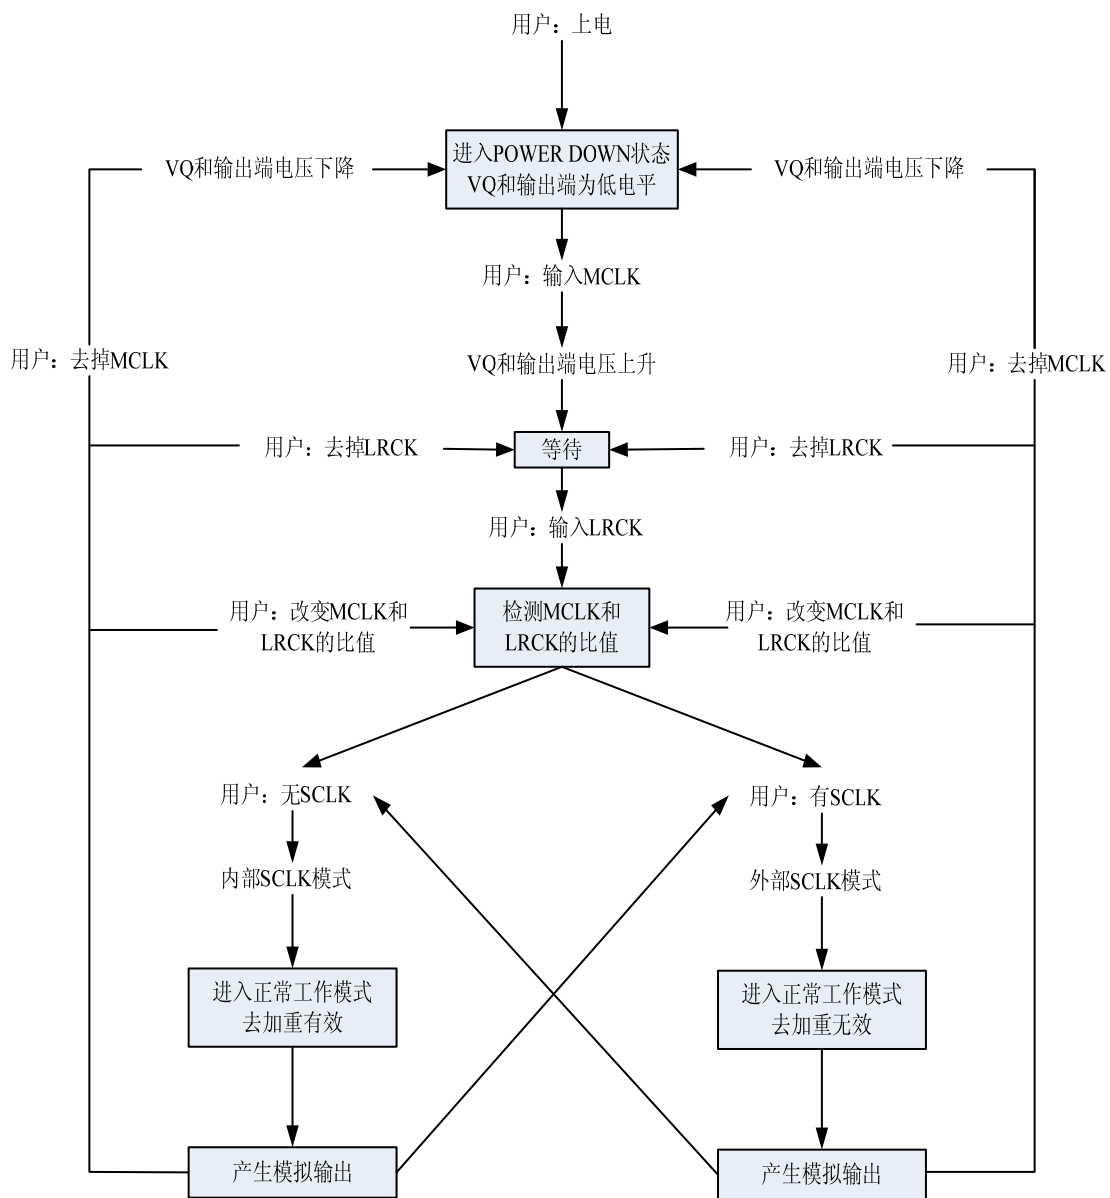 用户：上电
进入POWER DOWN状态
VQ和输出端为低电平
VQ和输出端电压下降
VQ和输出端电压下降
用户：输入MCLK
用户：去掉MCLK
VQ和输出端电压上升
用户：去掉MCLK
用户：去掉LRCK
等待
用户：去掉LRCK
用户：输入LRCK
用户：改变MCLK和
LRCK的比值
检测MCLK和
LRCK的比值
用户：改变MCLK和
LRCK的比值
用户：无SCLK
用户：有SCLK
内部SCLK模式
外部SCLK模式
进入正常工作模式
去加重有效
进入正常工作模式
去加重无效
产生模拟输出
产生模拟输出